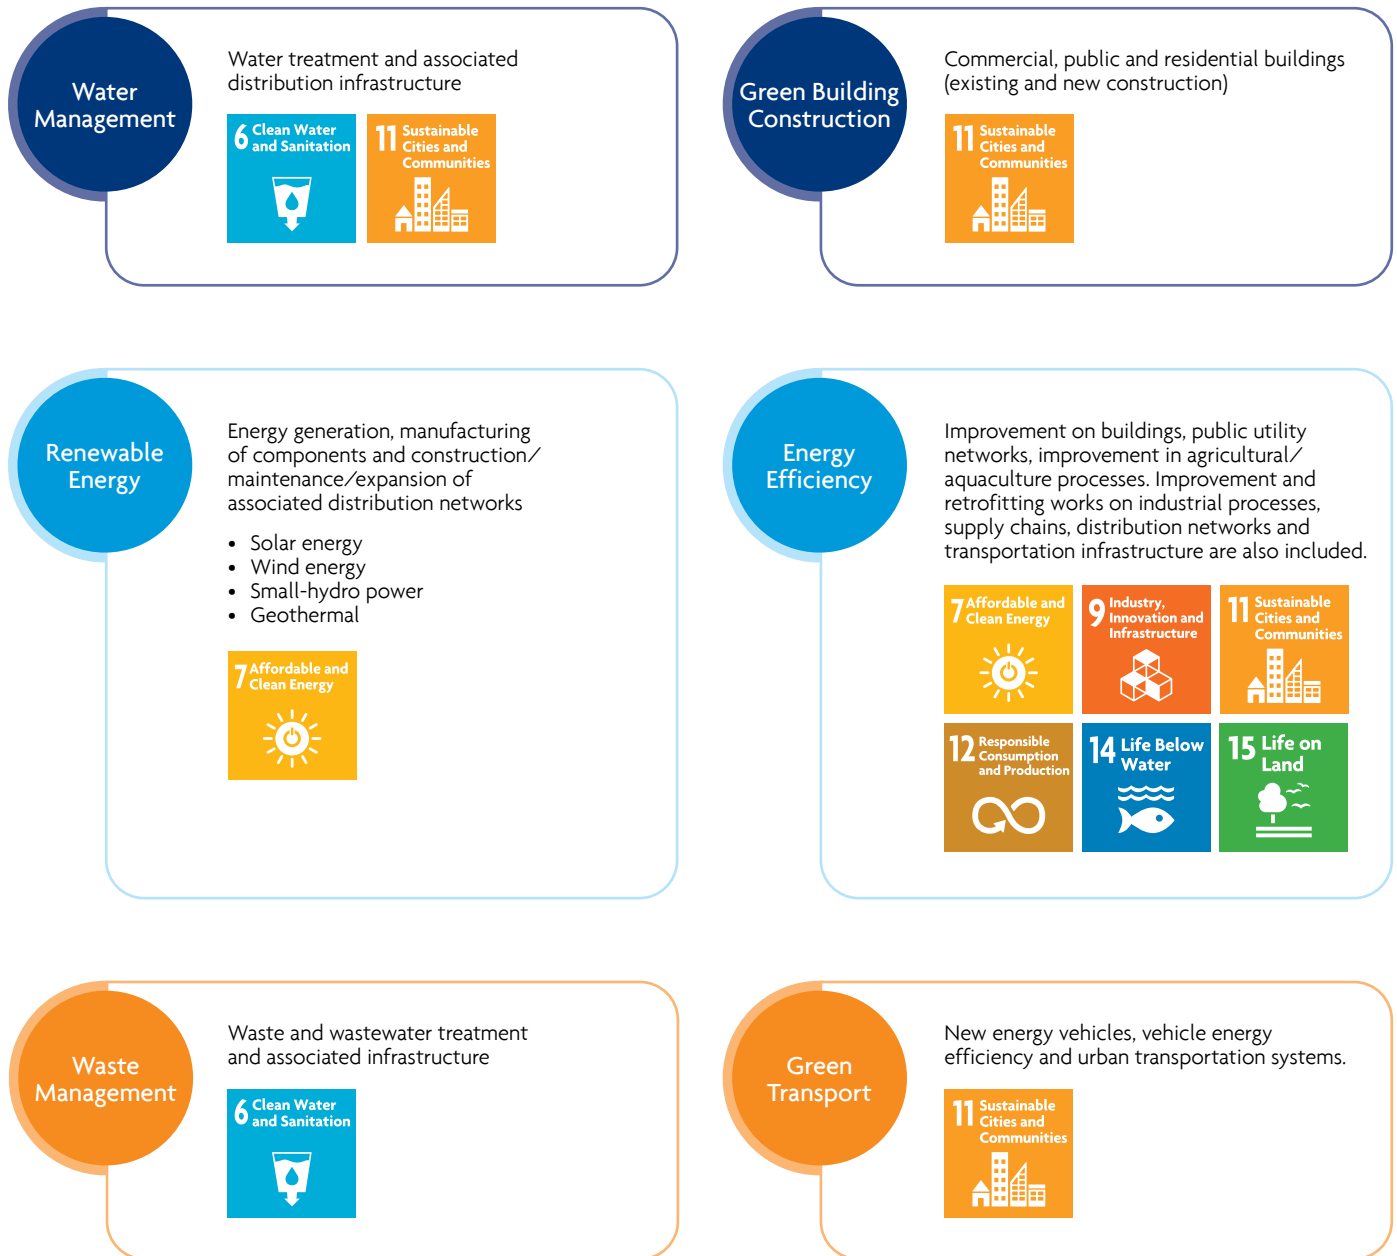 Water
Management
Water treatment and associated
distribution infrastructure
6 Clean Water
and Sanitation
11 Sustainable
Cities and
Communities
Green Building
Construction
Commercial, public and residential buildings
(existing and new construction)
11 Sustainable
Cities and
Communities
Renewable
Energy
Energy generation, manufacturing
of components and construction/
maintenance/expansion of
associated distribution networks
• Solar energy
• Wind energy
• Small-hydro power
• Geothermal
7 Affordable and
Clean Energy
Energy
Efficiency
Improvement on buildings, public utility
networks, improvement in agricultural/
aquaculture processes. Improvement and
retrofitting works on industrial processes,
supply chains, distribution networks and
transportation infrastructure are also included.
7 Affordable and
Clean Energy
9 Industry,
Innovation and
Infrastructure
11 Sustainable
Cities and
Communities
12 Responsible
Consumption
and Production
14 Life Below
Water
15 Life on
Land
Waste
Management
Waste and wastewater treatment
and associated infrastructure
6 Clean Water
and Sanitation
Green
Transport
New energy vehicles, vehicle energy
efficiency and urban transportation systems.
11 Sustainable
Cities and
Communities